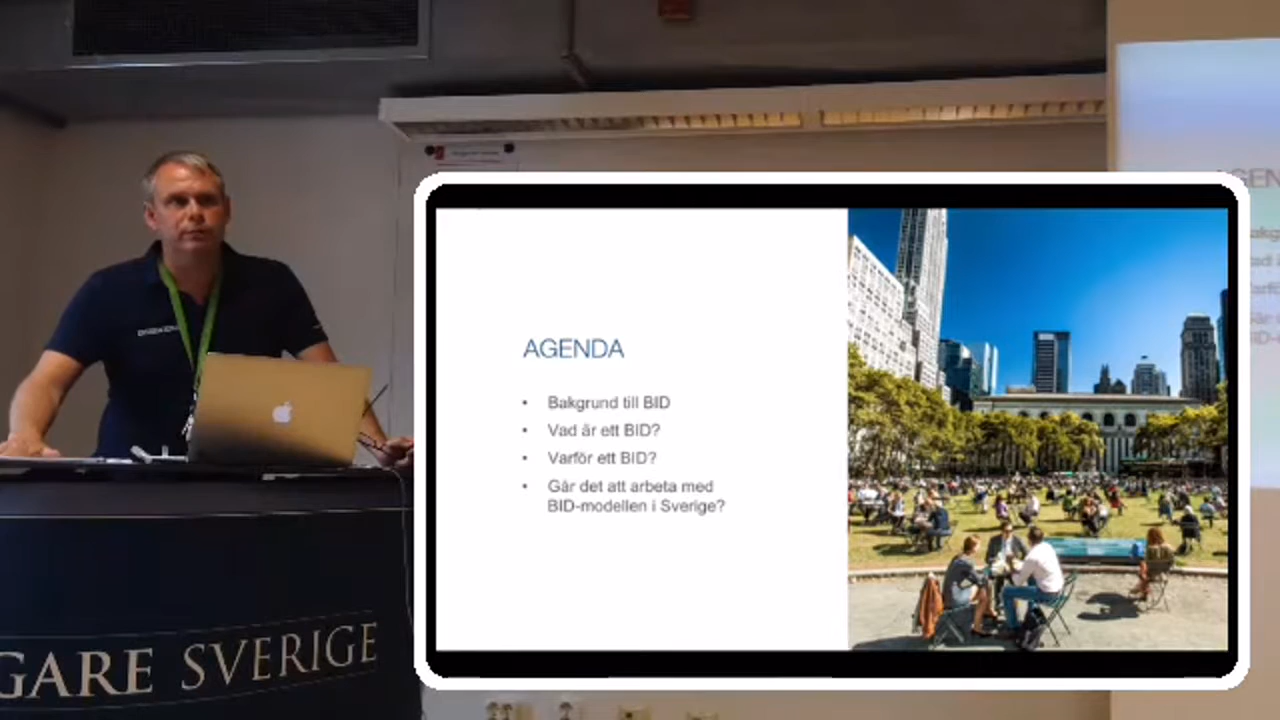 AGENDA
• Bakgrund till BID
• Vad är ett BID?
• Varför ett BID?
• Går det att arbeta med
BID-modellen i Sverige?
GARE SVERIGE